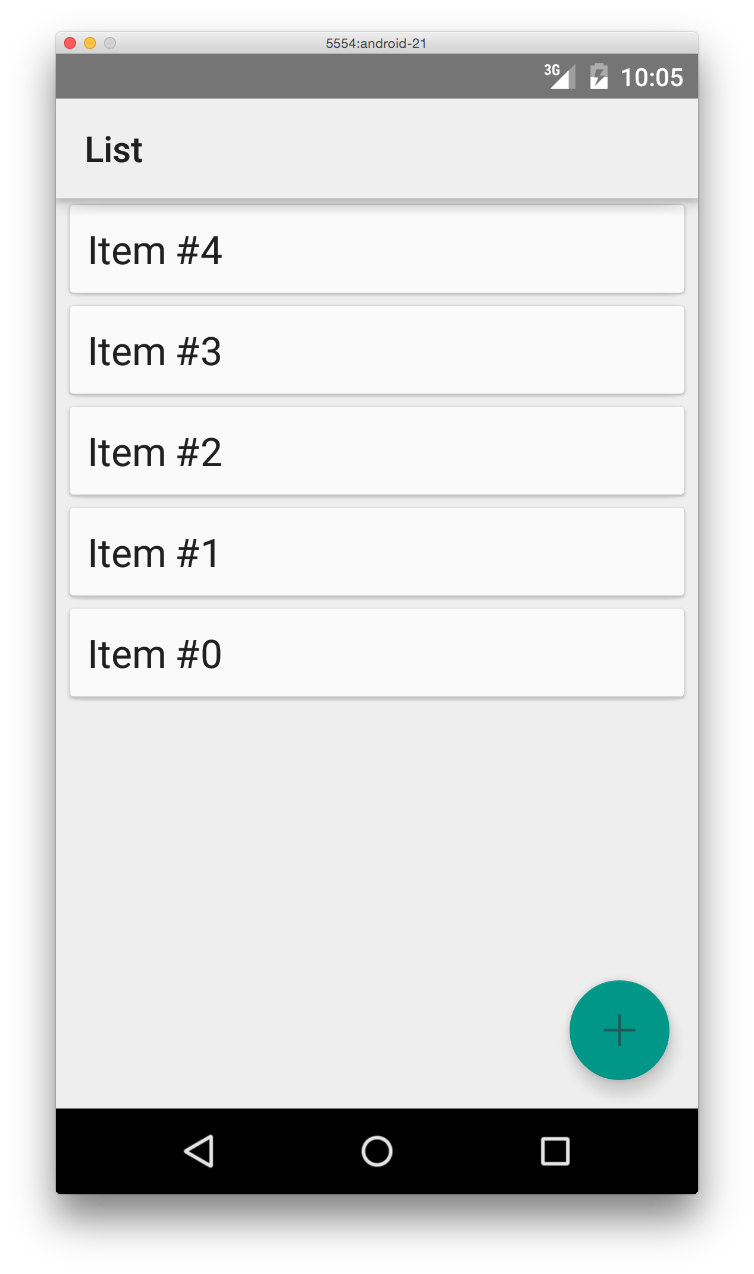 5554:android-21
3G 10:05
List
Item #4
Item #3
Item #2
Item #1
Item #0